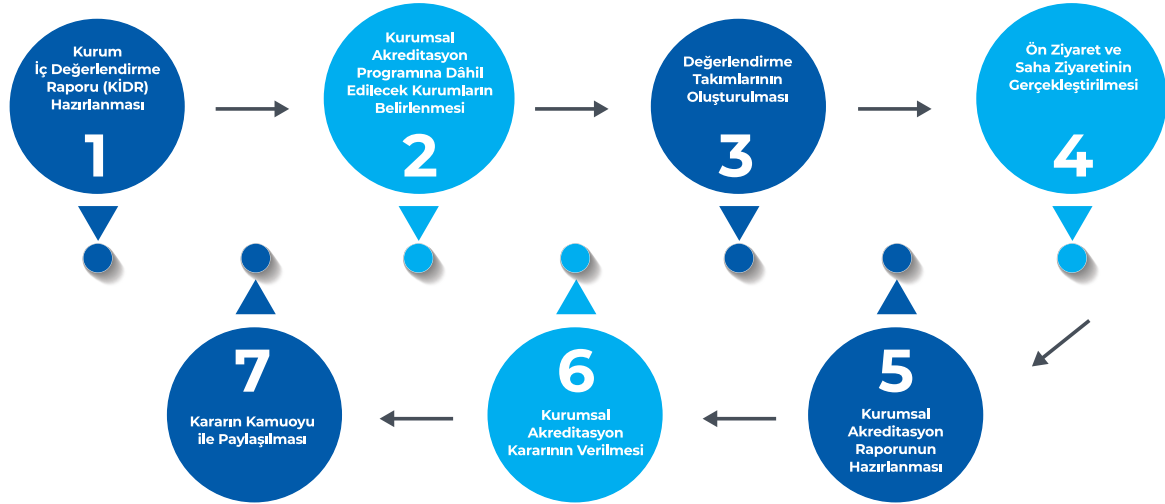 Kurum
İç Değerlendirme
Raporu (KİDR)
Hazırlanması
1
Kurumsal
Akreditasyon
Programına Dâhil
Edilecek Kurumların
Belirlenmesi
2
Değerlendirme
Takımlarının
Oluşturulması
3
Ön Ziyaret ve
Saha Ziyaretinin
Gerçekleştirilmesi
4
5
Kurumsal
Akreditasyon
Raporunun
Hazırlanması
6
Kurumsal
Akreditasyon
Kararının Verilmesi
7
Kararın Kamuoyu
ile Paylaşılması